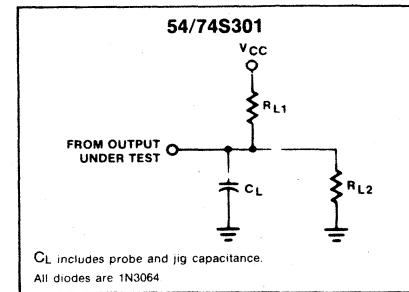 54/74S301
VCC
RL1
FROM OUTPUT
UNDER TEST
CL
RL2
CL includes probe and jig capacitance.
All diodes are 1N3064